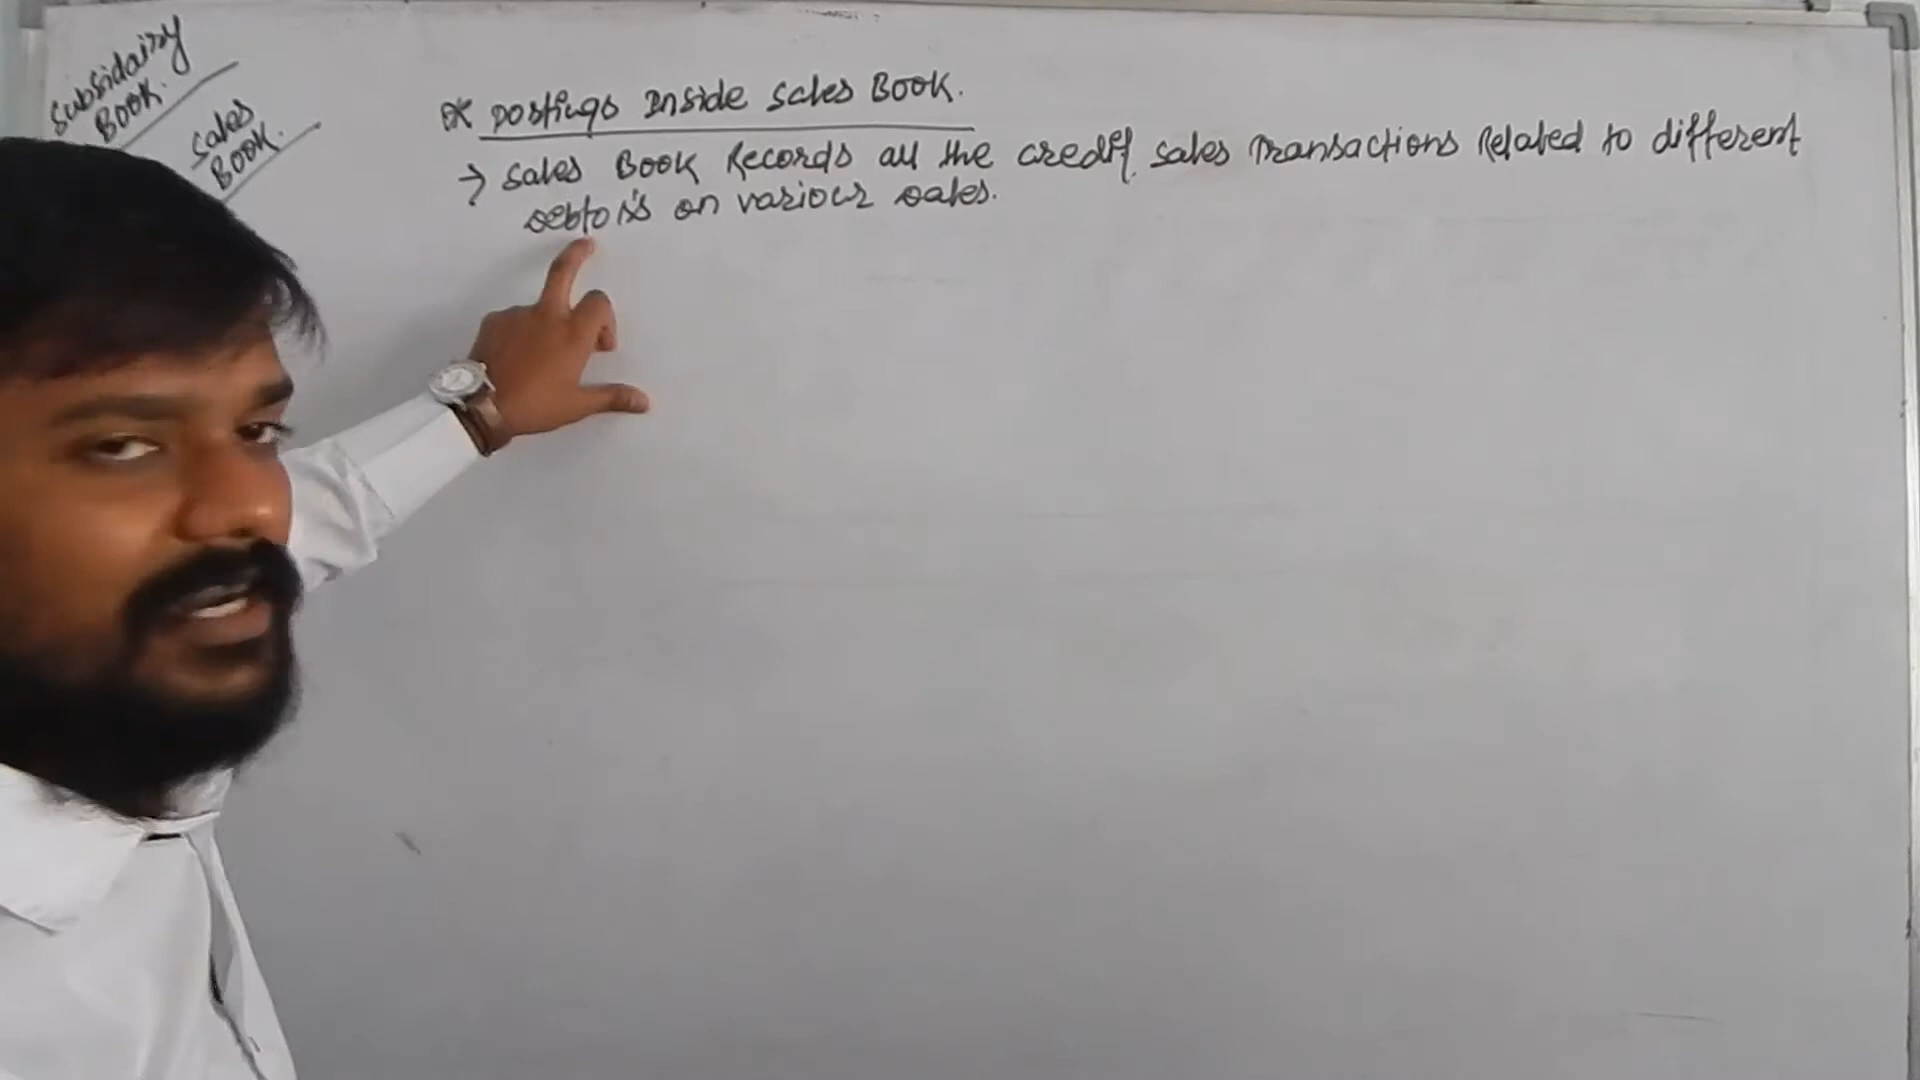 Subsidairy
BOOK.
Sales
BOOK.
* Postings Inside Sales BOOK.
→ Sales BOOK Records all the credit sales Transactions Related to different
debtors on various dates.